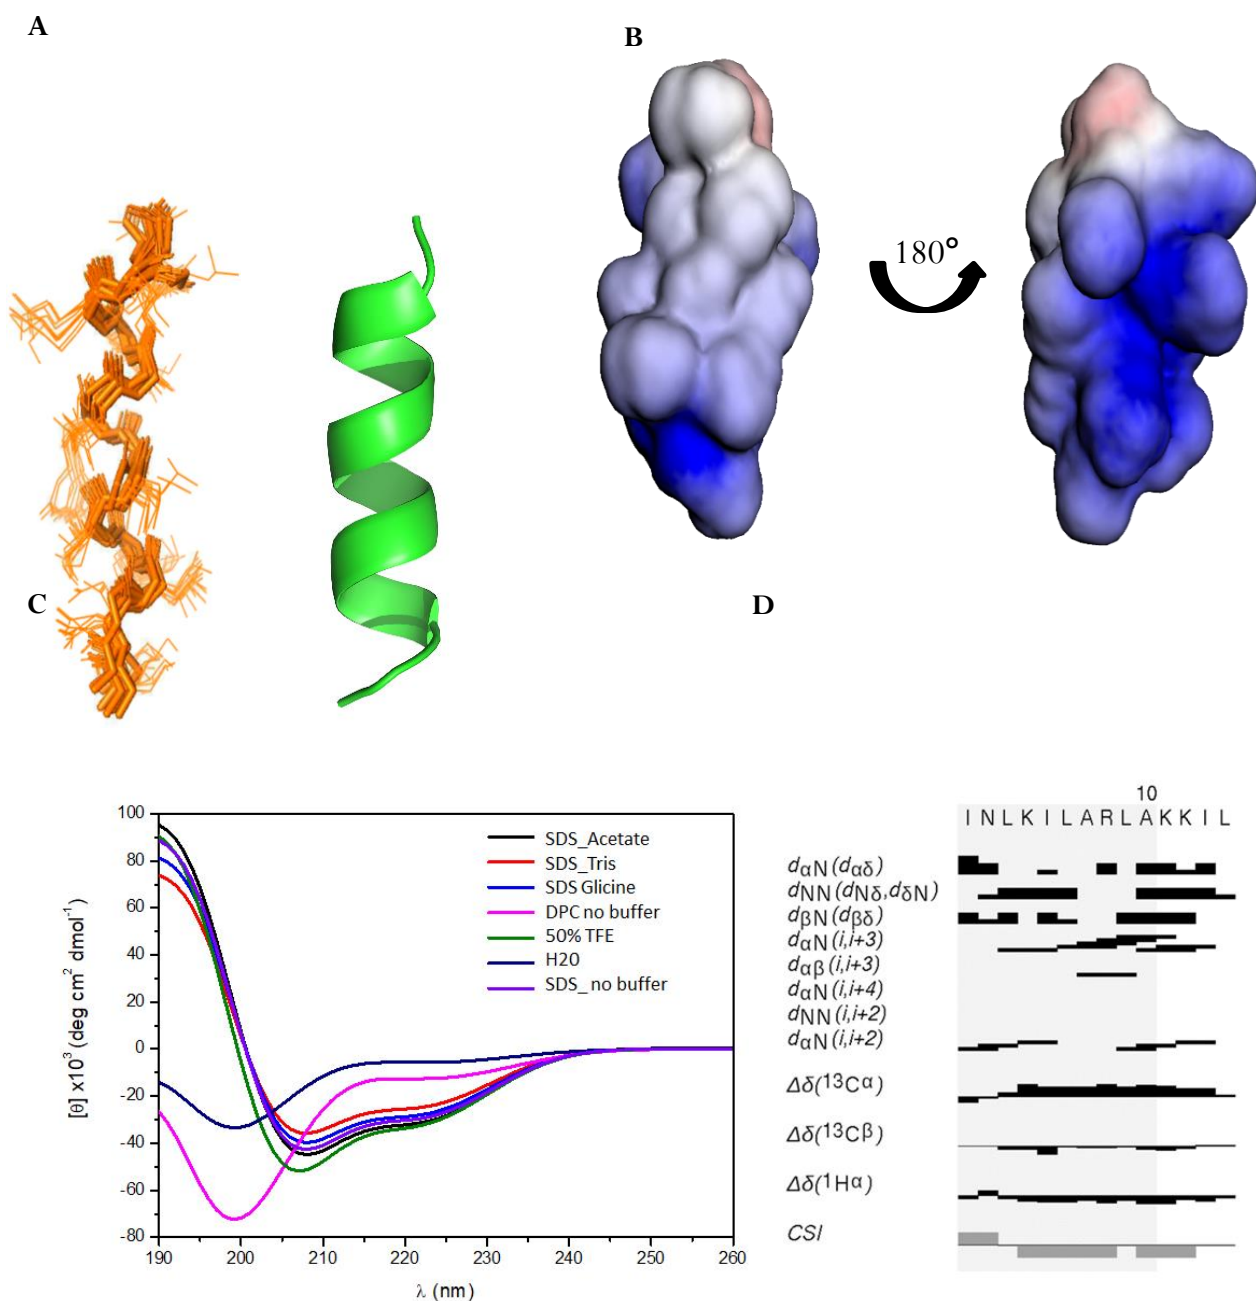 A
B
180°
C
D
100
80
60
40
20
0
-20
-40
-60
-80
[θ] x10³ (deg cm² dmol⁻¹)
SDS_Acetate
SDS_Tris
SDS Glicine
DPC no buffer
50% TFE
H20
SDS_ no buffer
190 200 210 220 230 240 250 260
λ (nm)
10
I N L K I L A R L A K K I L
dαN(dαδ)
dNN(dNδ,dδN)
dβN(dβδ)
dαN(i,i+3)
dαβ(i,i+3)
dαN(i,i+4)
dNN(i,i+2)
dαN(i,i+2)
Δδ(¹³Cα)
Δδ(¹³Cβ)
Δδ(¹Hα)
CSI